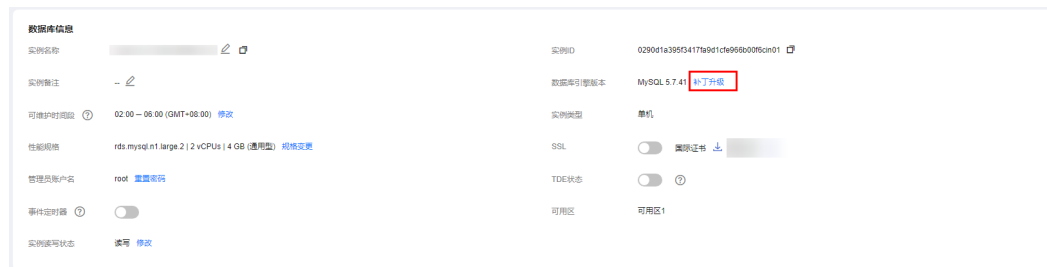 数据库信息
实例名称
实例ID 0290d1a395f3417fa9d1cfe966b00f6cin01
实例备注 --
数据库引擎版本 MySQL 5.7.41 补丁升级
可维护时间段 02:00 – 06:00 (GMT+08:00) 修改
实例类型 单机
性能规格 rds.mysql.n1.large.2 | 2 vCPUs | 4 GB (通用型) 规格变更
SSL 国际证书
管理员账户名 root 重置密码
TDE状态
事件定时器
可用区 可用区1
实例读写状态 读写 修改